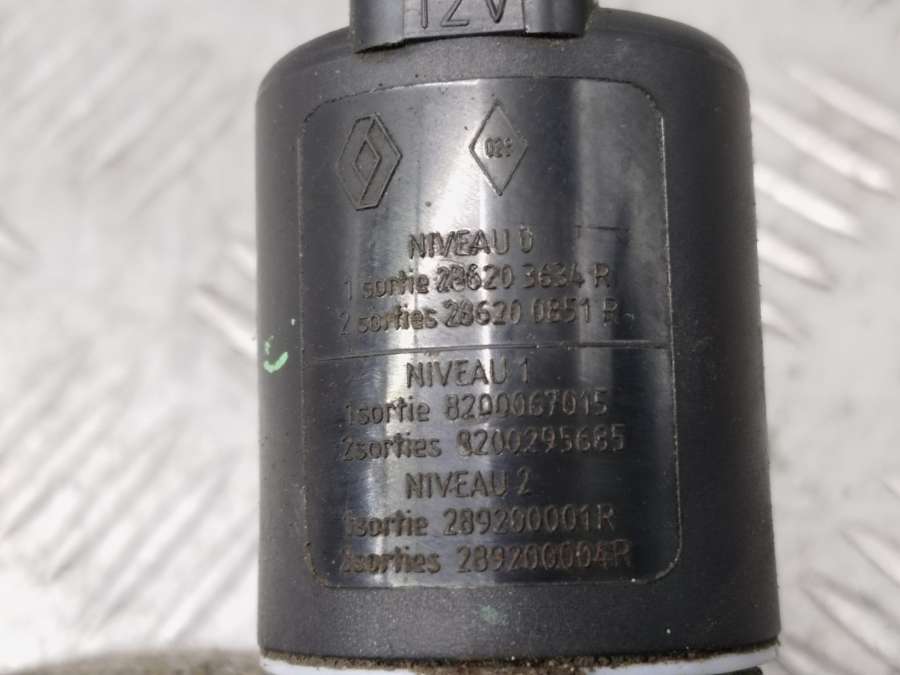 12V
028
NIVEAU 0
1 sortie 28620 3634 R
2 sorties 28620 0851 R
NIVEAU 1
1sortie 8200067015
2sorties 8200295685
NIVEAU 2
1sortie 289200001R
2sorties 289200004R